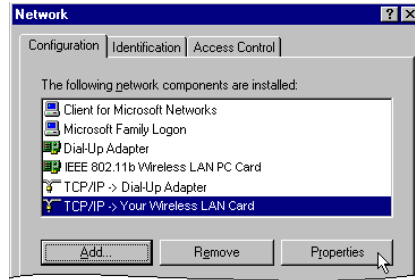 Network
Configuration Identification Access Control
The following network components are installed:
Client for Microsoft Networks
Microsoft Family Logon
Dial-Up Adapter
IEEE 802.11b Wireless LAN PC Card
TCP/IP -> Dial-Up Adapter
TCP/IP -> Your Wireless LAN Card
Add... Remove Properties